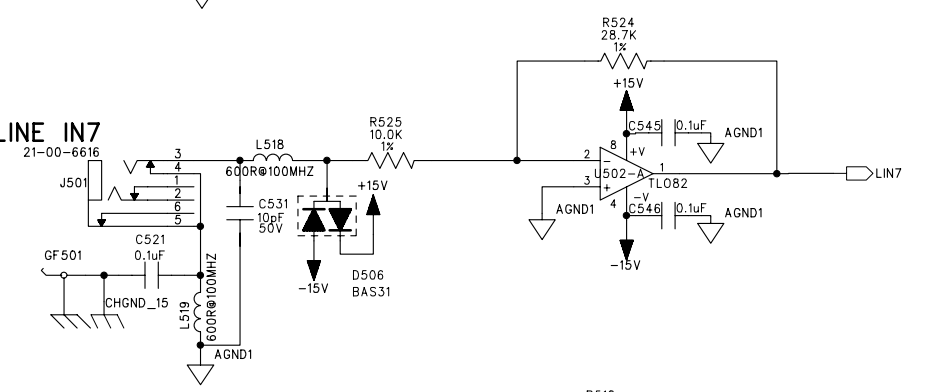 R524
28.7K
1%
+15V
C545
0.1uF
AGND1
LINE IN7
21-00-6616
J501
3
4
1
2
6
5
L518
600R@100MHZ
R525
10.0K
1%
2
3
8
+V
U502-A
1
TL082
-V
4
LIN7
C531
10pF
50V
+15V
-15V
D506
BAS31
AGND1
C546
0.1uF
AGND1
-15V
GF501
C521
0.1uF
CHGND_15
L519
600R@100MHZ
AGND1